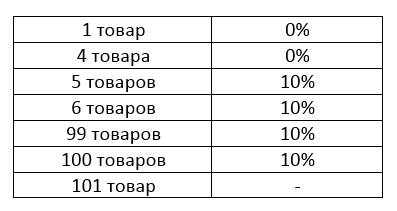 1 товар 0%
4 товара 0%
5 товаров 10%
6 товаров 10%
99 товаров 10%
100 товаров 10%
101 товар -